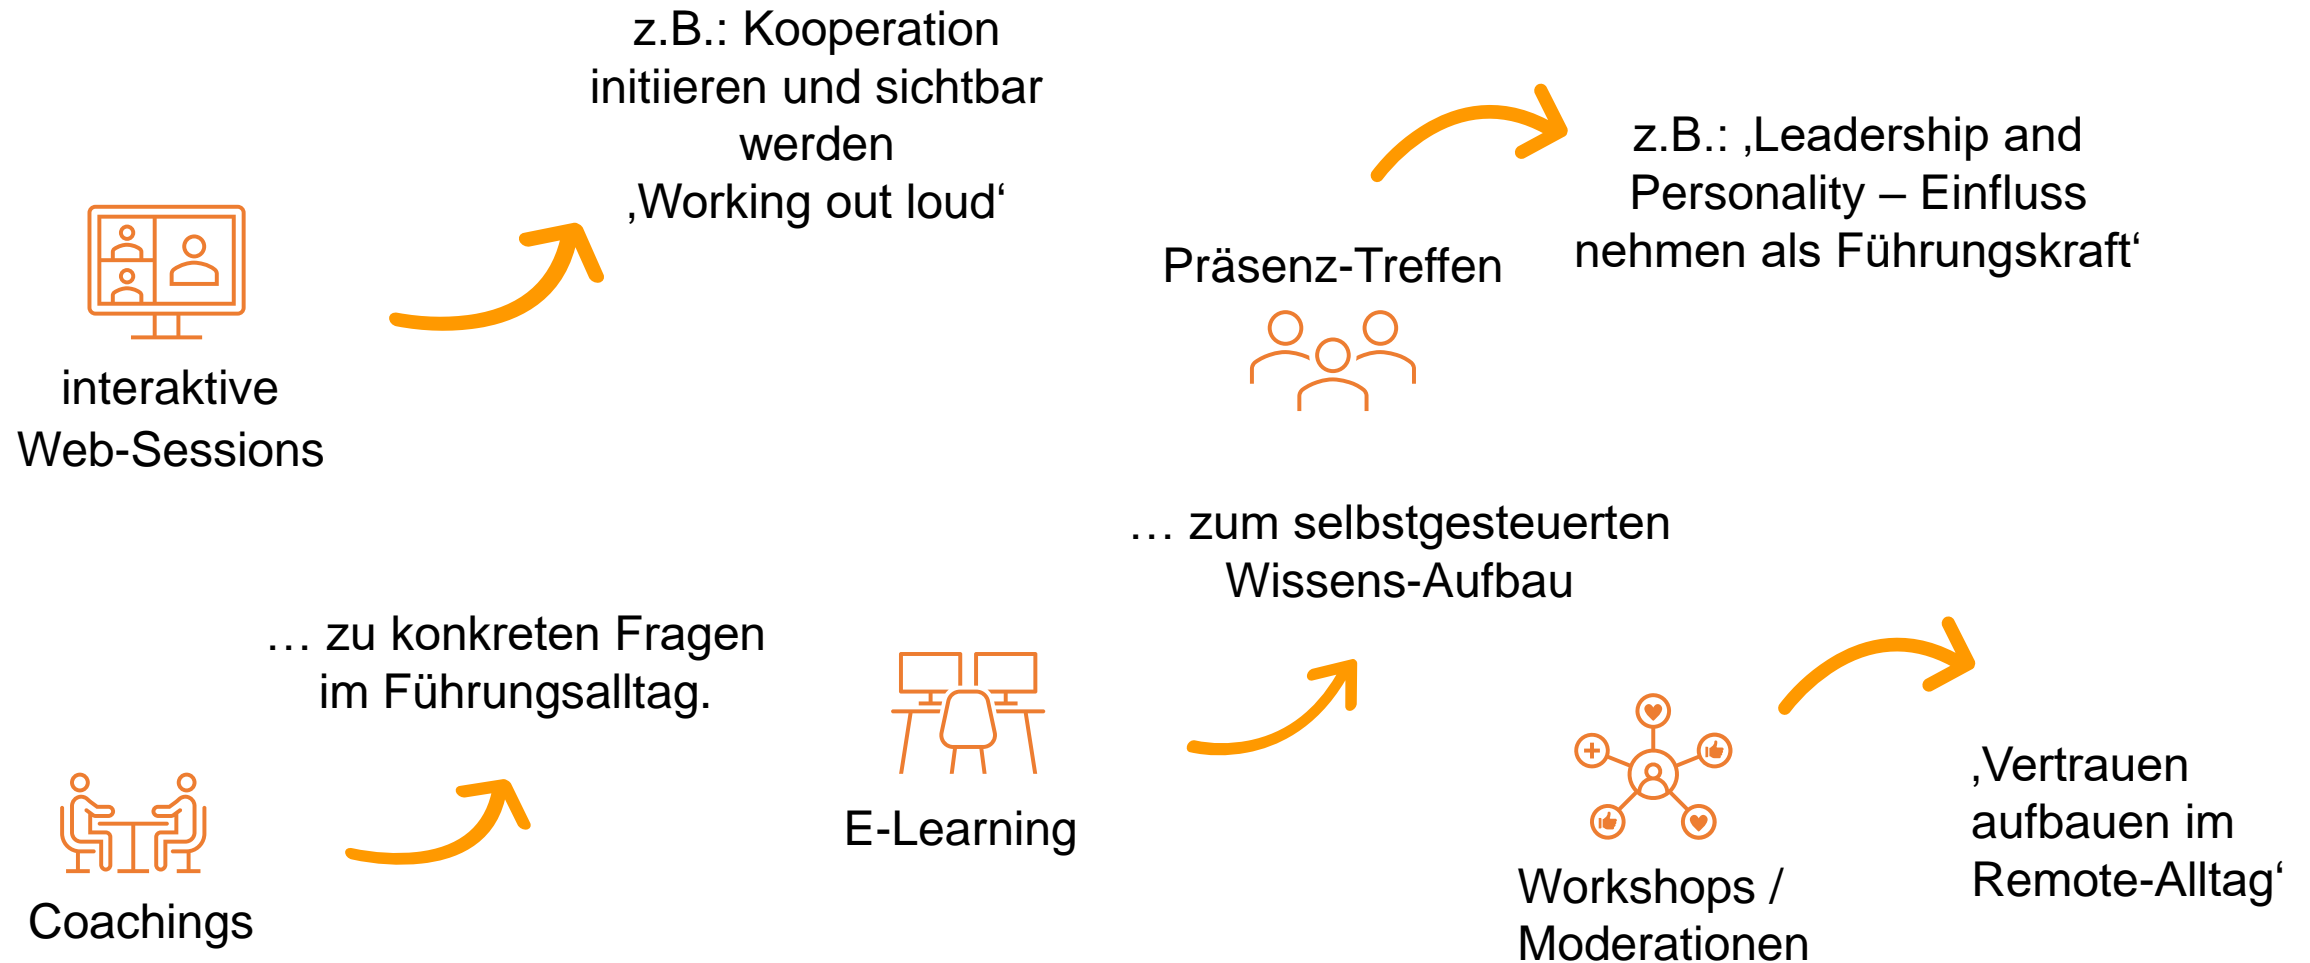 z.B.: Kooperation
initiieren und sichtbar
werden
‚Working out loud‘
interaktive
Web-Sessions
z.B.: ‚Leadership and
Personality – Einfluss
nehmen als Führungskraft‘
Präsenz-Treffen
… zu konkreten Fragen
im Führungsalltag.
Coachings
… zum selbstgesteuerten
Wissens-Aufbau
E-Learning
‚Vertrauen
aufbauen im
Remote-Alltag‘
Workshops /
Moderationen